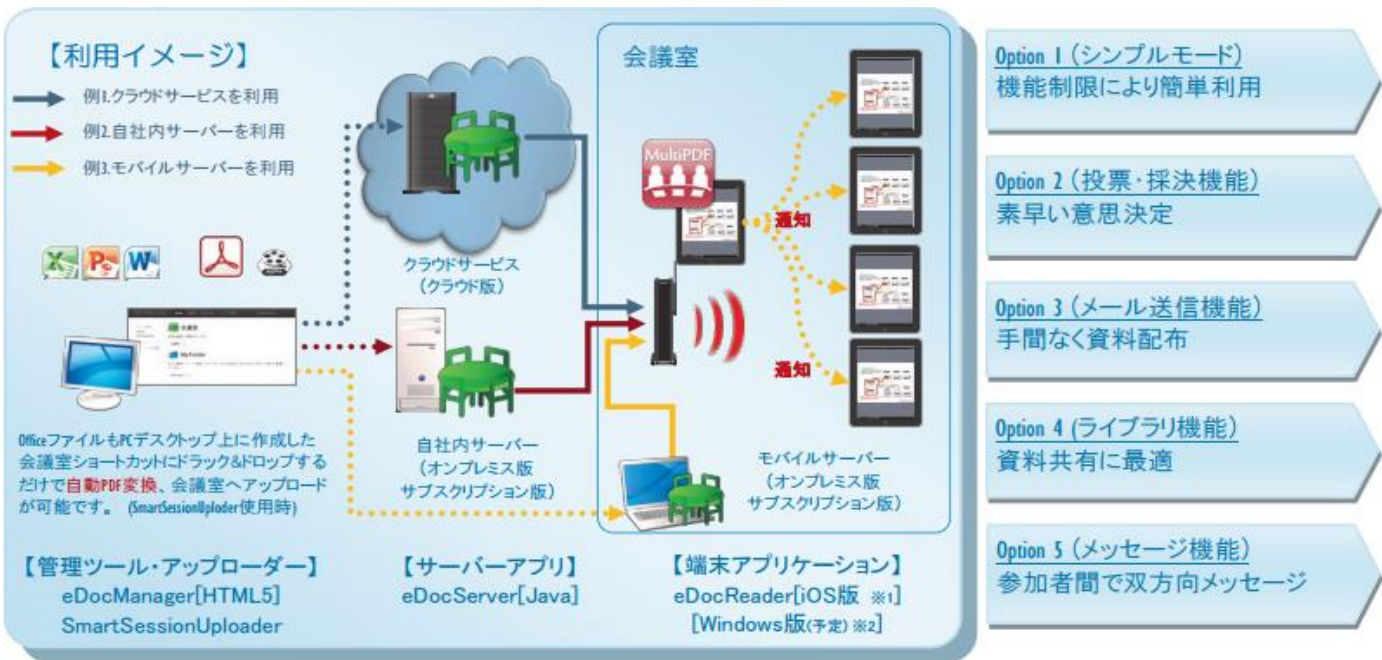 【利用イメージ】
例1.クラウドサービスを利用
例2.自社内サーバーを利用
例3.モバイルサーバーを利用
クラウドサービス
(クラウド版)
Officeファイルもにデスクトップ上に作成した
会議室ショートカットにドラック&ドロップする
だけで自動PDF変換、会議室へアップロード
が可能です。 (SmartSessionUploder使用時)
自社内サーバー
(オンプレミス版
サブスクリプション版)
会議室
MultiPDF
通知
通知
モバイルサーバー
(オンプレミス版
サブスクリプション版)
【管理ツール・アップローダー】
eDocManager[HTML5]
SmartSessionUploader
【サーバーアプリ】
eDocServer[Java]
【端末アプリケーション】
eDocReader[iOS版 ※1]
[Windows版(予定)※2]
Option 1 (シンプルモード)
機能制限により簡単利用
Option 2 (投票・採決機能)
素早い意思決定
Option 3 (メール送信機能)
手間なく資料配布
Option 4 (ライブラリ機能)
資料共有に最適
Option 5 (メッセージ機能)
参加者間で双方向メッセージ